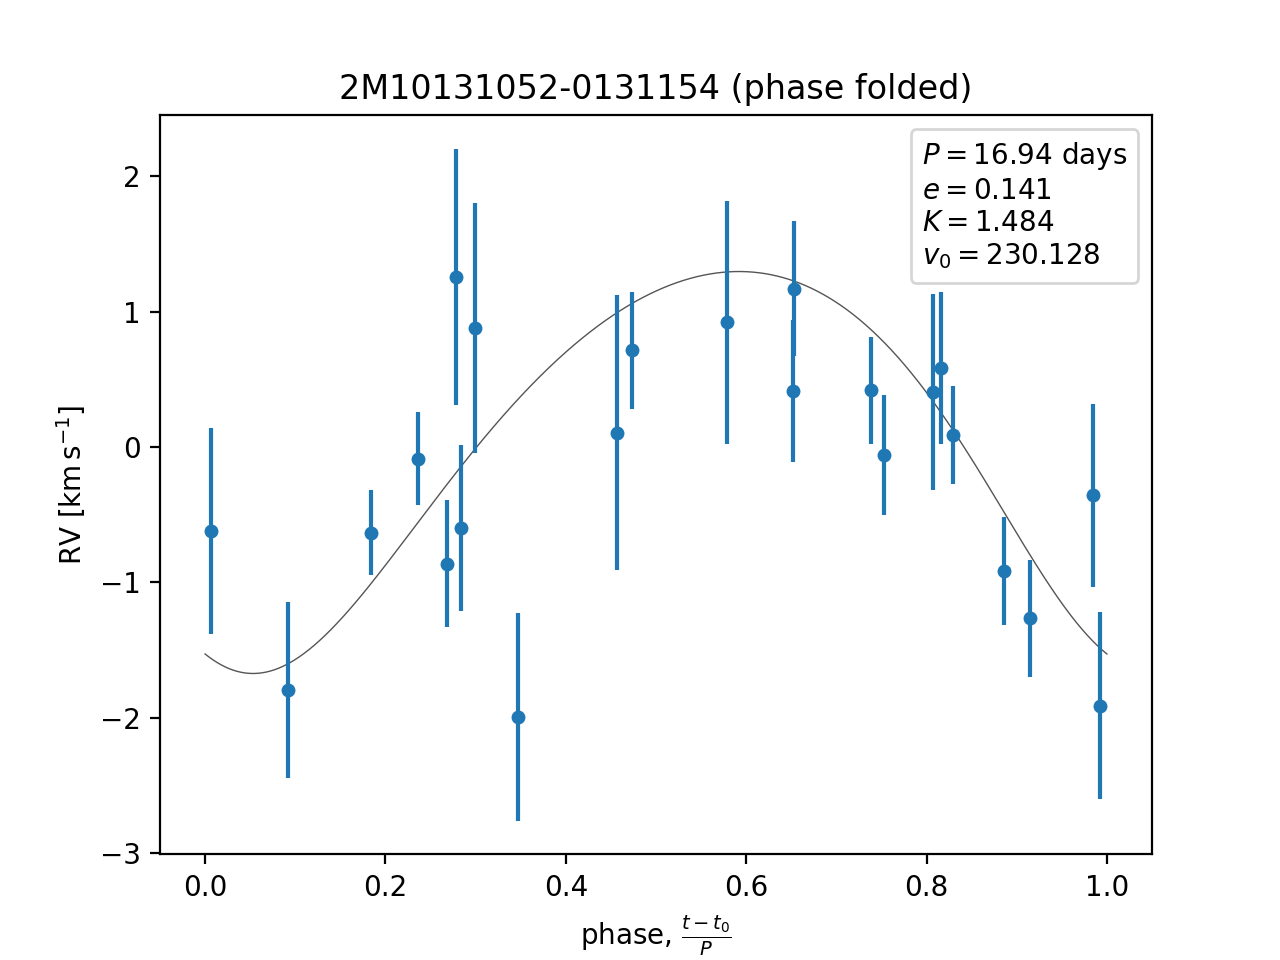 2M10131052-0131154 (phase folded)
P = 16.94 days
e = 0.141
K = 1.484
v₀ = 230.128
RV [km s⁻¹]
2
1
0
−1
−2
−3
0.0 0.2 0.4 0.6 0.8 1.0
phase, (t − t₀)/P